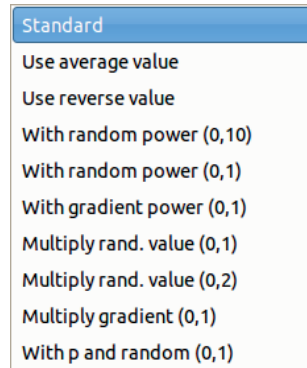 Standard
Use average value
Use reverse value
With random power (0,10)
With random power (0,1)
With gradient power (0,1)
Multiply rand. value (0,1)
Multiply rand. value (0,2)
Multiply gradient (0,1)
With p and random (0,1)